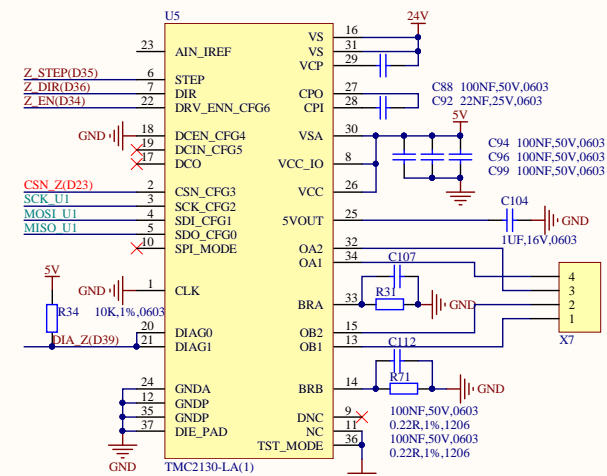 U5
24V
23 AIN_IREF VS 16
VS 31
VCP 29
Z_STEP(D35) 6 STEP
Z_DIR(D36) 7 DIR CPO 27 C88 100NF,50V,0603
Z_EN(D34) 22 DRV_ENN_CFG6 CPI 28 C92 22NF,25V,0603
5V
GND 18 DCEN_CFG4 VSA 30
19 DCIN_CFG5 C94 100NF,50V,0603
17 DCO VCC_IO 8 C96 100NF,50V,0603
C99 100NF,50V,0603
CSN_Z(D23) 2 CSN_CFG3 VCC 26
SCK_U1 3 SCK_CFG2
MOSI_U1 4 SDI_CFG1 5VOUT 25 C104 GND
MISO_U1 5 SDO_CFG0 1UF,16V,0603
10 SPI_MODE OA2 32
OA1 34
5V C107 4
GND 1 CLK 3
R34 10K,1%,0603 BRA 33 R31 GND 2
1
DIA_Z(D39) 20 DIAG0 OB2 15
21 DIAG1 OB1 13 X7
C112
24 GNDA BRB 14 R71 GND
12 GNDP
35 GNDP DNC 9 100NF,50V,0603
37 DIE_PAD NC 11 0.22R,1%,1206
TST_MODE 36 100NF,50V,0603
0.22R,1%,1206
GND TMC2130-LA(1)